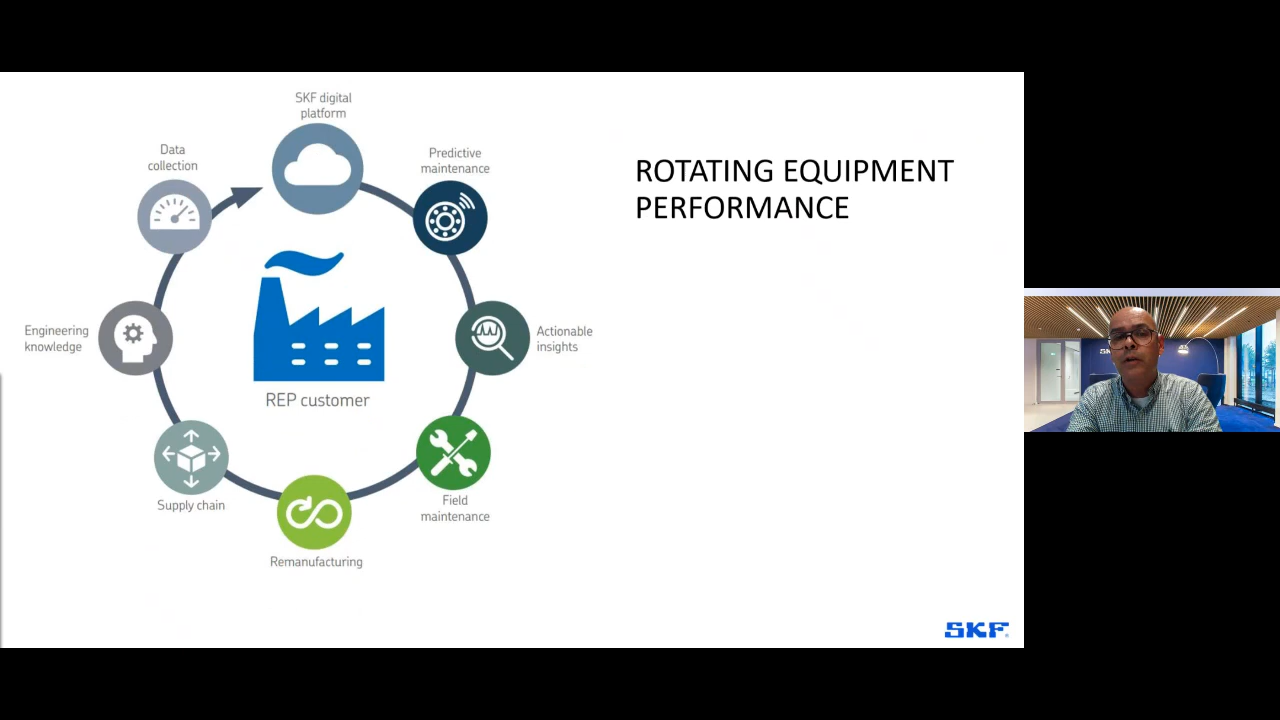 SKF digital
platform
Data
collection
Predictive
maintenance
ROTATING EQUIPMENT
PERFORMANCE
Engineering
knowledge
Actionable
insights
REP customer
Supply chain
Field
maintenance
Remanufacturing
SKF